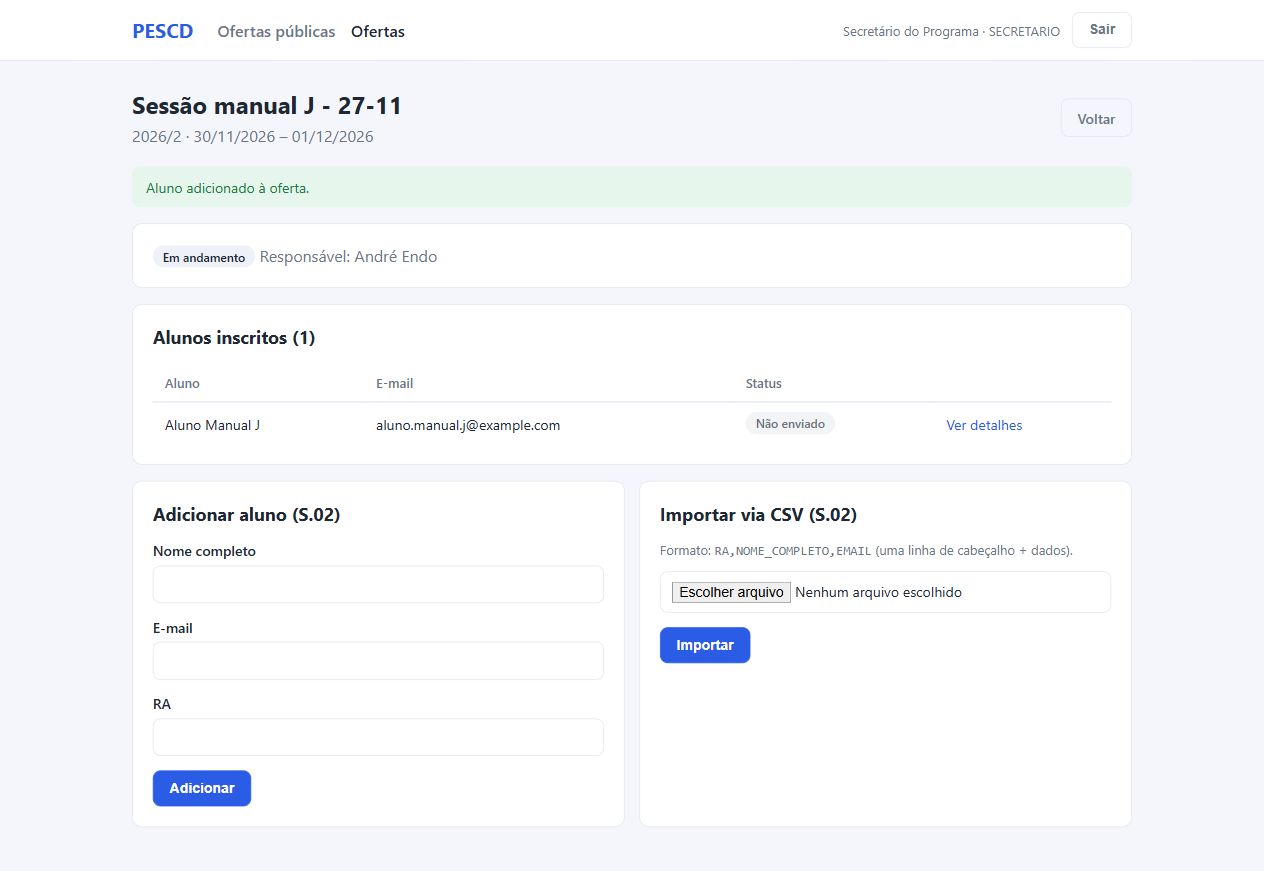 PESCD Ofertas públicas Ofertas Secretário do Programa · SECRETARIO Sair
Sessão manual J - 27-11
2026/2 · 30/11/2026 – 01/12/2026
Voltar
Aluno adicionado à oferta.
Em andamento Responsável: André Endo
Alunos inscritos (1)
Aluno E-mail Status
Aluno Manual J aluno.manual.j@example.com Não enviado Ver detalhes
Adicionar aluno (S.02)
Nome completo
E-mail
RA
Adicionar
Importar via CSV (S.02)
Formato: RA,NOME_COMPLETO,EMAIL (uma linha de cabeçalho + dados).
Escolher arquivo Nenhum arquivo escolhido
Importar